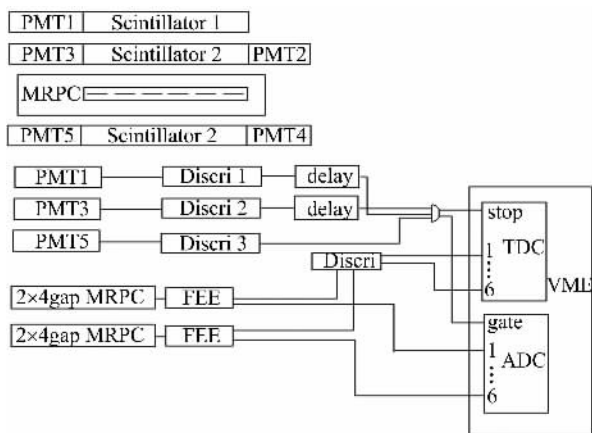 PMT1 Scintillator 1
PMT3 Scintillator 2 PMT2
MRPC
PMT5 Scintillator 2 PMT4
PMT1 Discri 1 delay
PMT3 Discri 2 delay
PMT5 Discri 3
Discri
2×4gap MRPC FEE
2×4gap MRPC FEE
stop
1
TDC
6
VME
gate
1
ADC
6